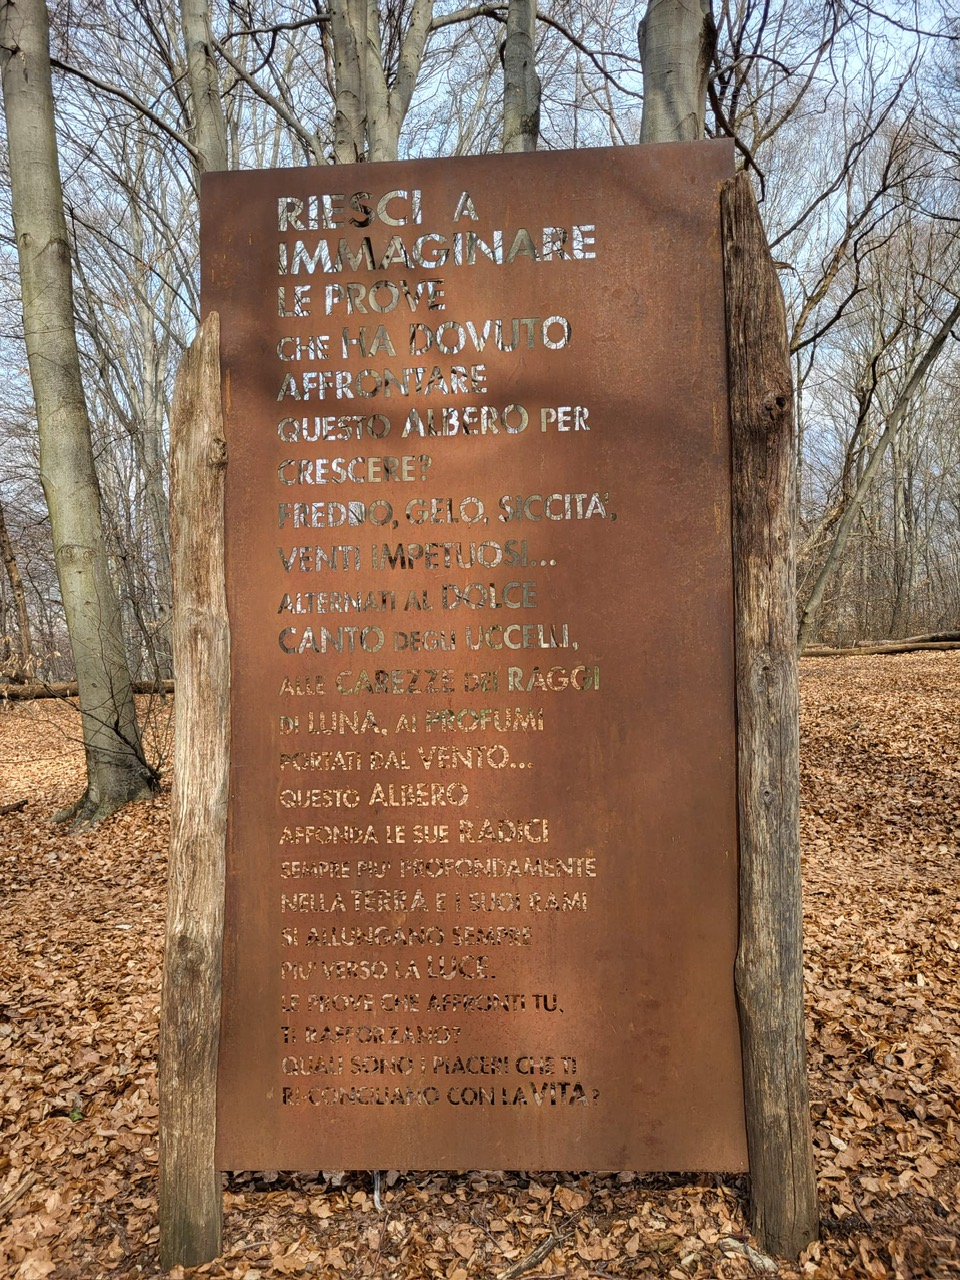 RIESCI A
IMMAGINARE
LE PROVE
CHE HA DOVUTO
AFFRONTARE
QUESTO ALBERO PER
CRESCERE?
FREDDO, GELO, SICCITA',
VENTI IMPETUOSI...
ALTERNATI AL DOLCE
CANTO DEGLI UCCELLI,
ALLE CAREZZE DEI RAGGI
DI LUNA, AI PROFUMI
PORTATI DAL VENTO...
QUESTO ALBERO
AFFONDA LE SUE RADICI
SEMPRE PIU' PROFONDAMENTE
NELLA TERRA E I SUOI RAMI
SI ALLUNGANO SEMPRE
PIU' VERSO LA LUCE.
LE PROVE CHE AFFRONTI TU,
TI RAFFORZANO?
QUALI SONO I PIACERI CHE TI
RI-CONCILIANO CON LA VITA?